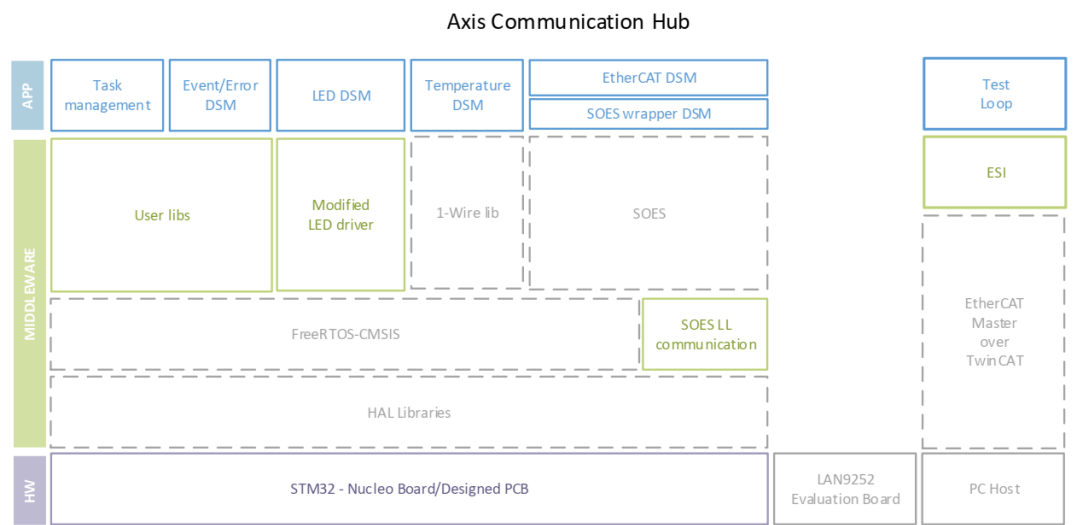 Axis Communication Hub
APP
Task
management
Event/Error
DSM
LED DSM
Temperature
DSM
EtherCAT DSM
SOES wrapper DSM
Test
Loop
MIDDLEWARE
User libs
Modified
LED driver
1-Wire lib
SOES
ESI
FreeRTOS-CMSIS
SOES LL
communication
EtherCAT
Master
over
TwinCAT
HAL Libraries
HW
STM32 - Nucleo Board/Designed PCB
LAN9252
Evaluation Board
PC Host